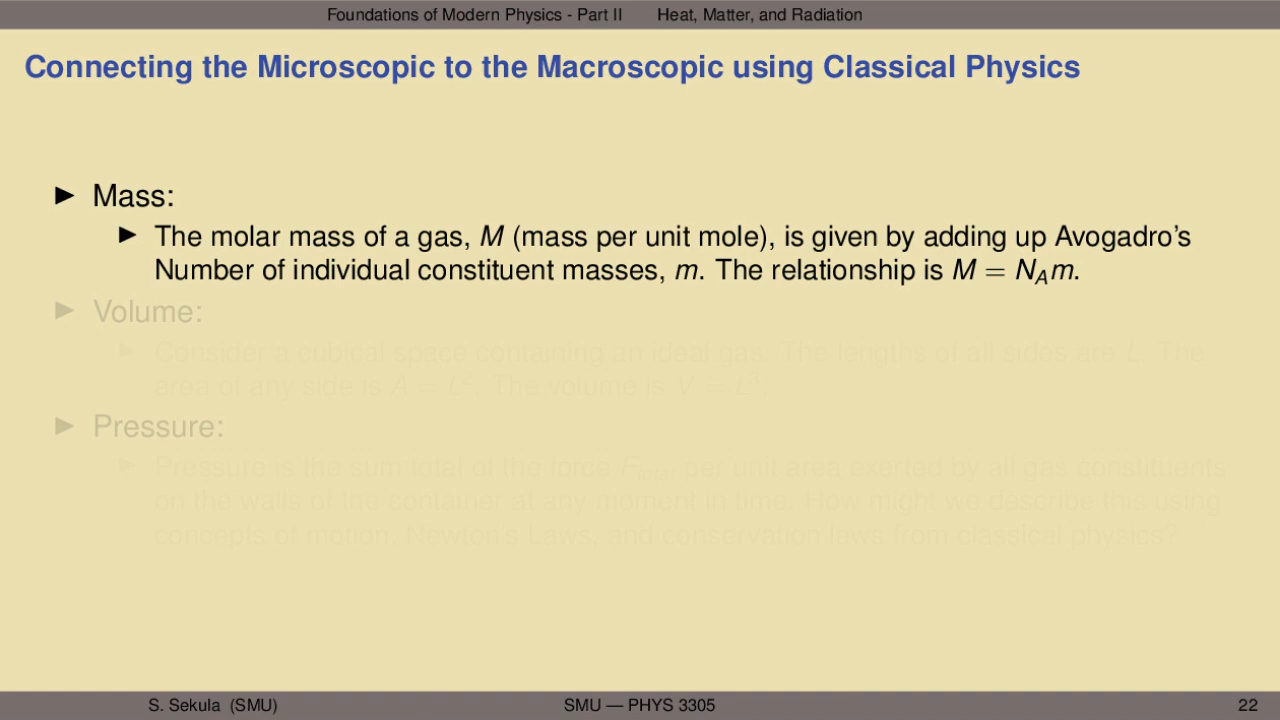 Foundations of Modern Physics - Part II Heat, Matter, and Radiation
Connecting the Microscopic to the Macroscopic using Classical Physics
▶ Mass:
▶ The molar mass of a gas, M (mass per unit mole), is given by adding up Avogadro's
Number of individual constituent masses, m. The relationship is M = N_A m.
▶ Volume:
▶ Consider a cubical space containing an ideal gas. The lengths of all sides are L. The
area of any side is A = L². The volume is V = L³.
▶ Pressure:
▶ Pressure is the sum total of the force per unit area exerted by all gas constituents
on the walls of the container at any moment in time. How might we describe this using
concepts of motion, Newton's Laws, and conservation laws from classical physics?
S. Sekula (SMU) SMU — PHYS 3305 22